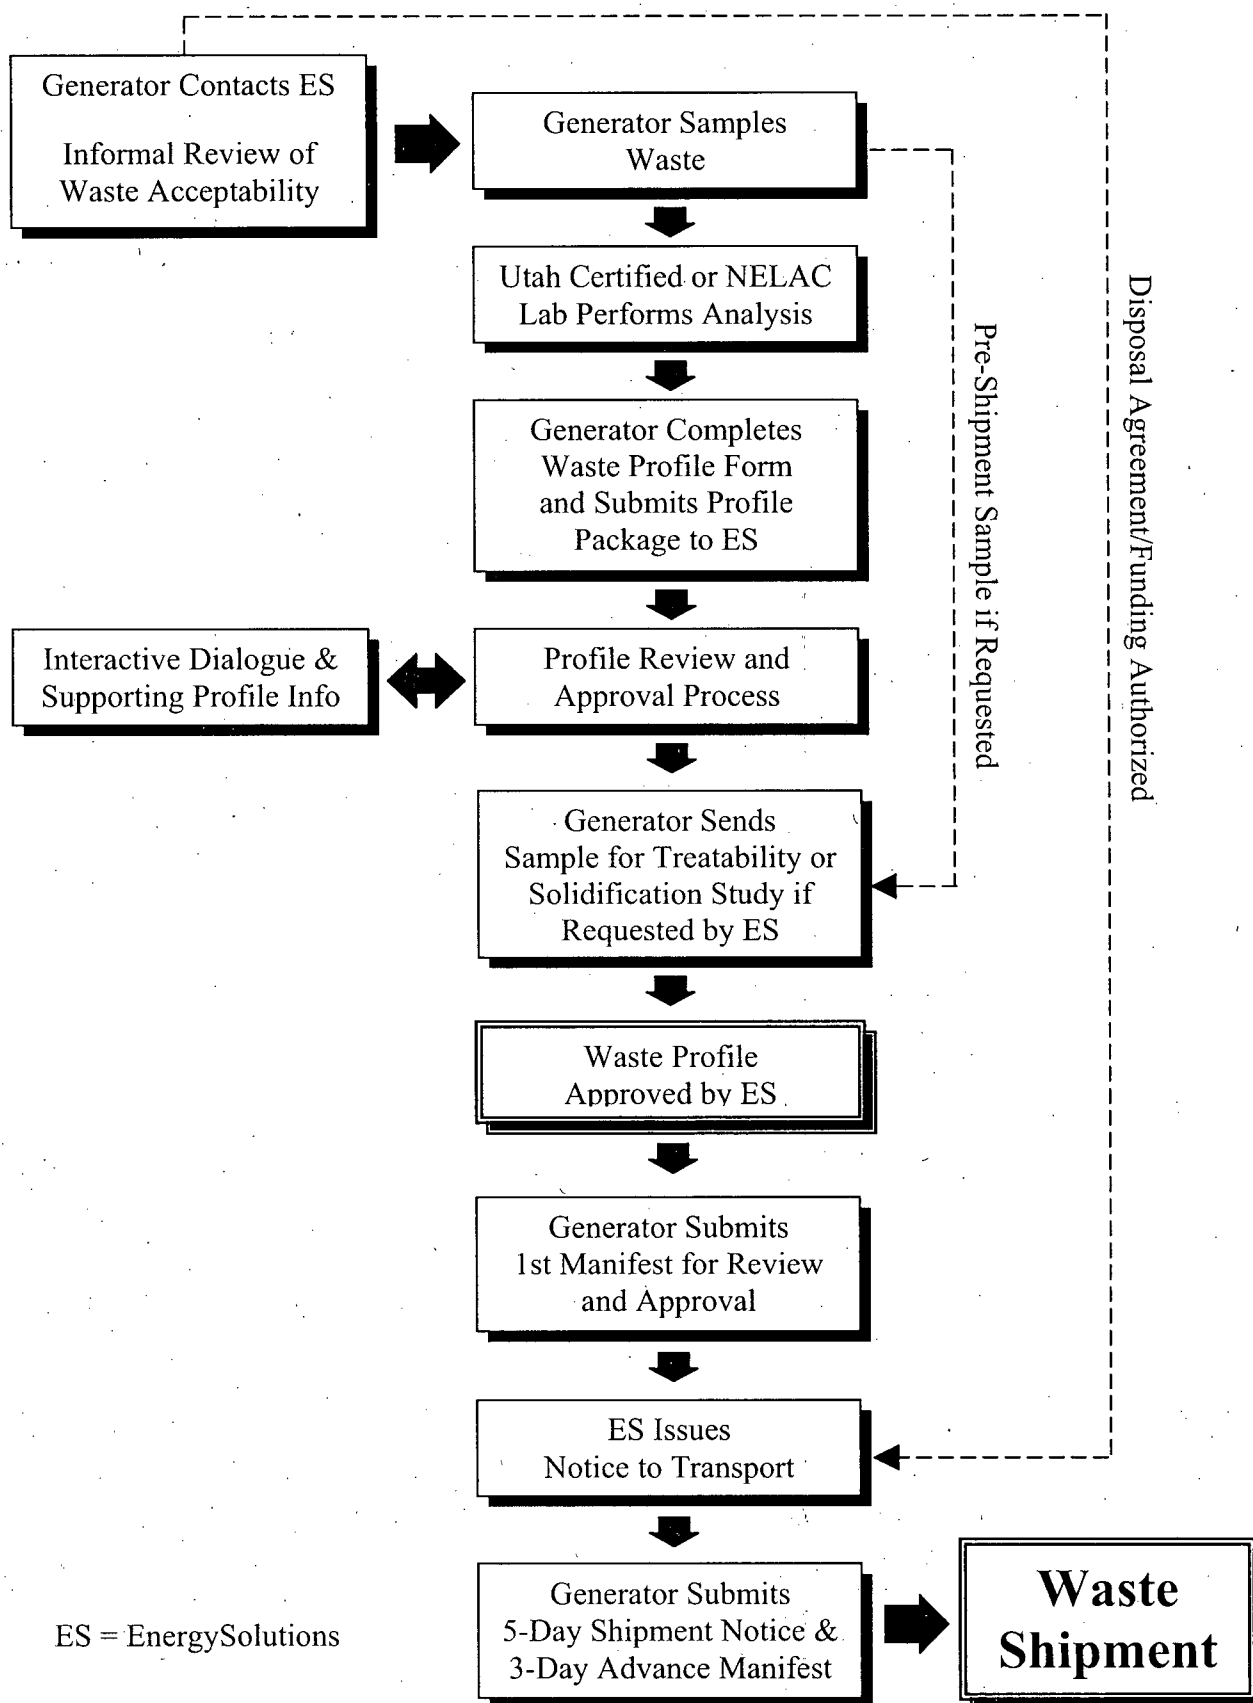 Generator Contacts ES
Informal Review of
Waste Acceptability
Generator Samples
Waste
Utah Certified or NELAC
Lab Performs Analysis
Generator Completes
Waste Profile Form
and Submits Profile
Package to ES
Interactive Dialogue &
Supporting Profile Info
Profile Review and
Approval Process
Generator Sends
Sample for Treatability or
Solidification Study if
Requested by ES
Pre-Shipment Sample if Requested
Disposal Agreement/Funding Authorized
Waste Profile
Approved by ES
Generator Submits
1st Manifest for Review
and Approval
ES Issues
Notice to Transport
Generator Submits
5-Day Shipment Notice &
3-Day Advance Manifest
Waste
Shipment
ES = EnergySolutions